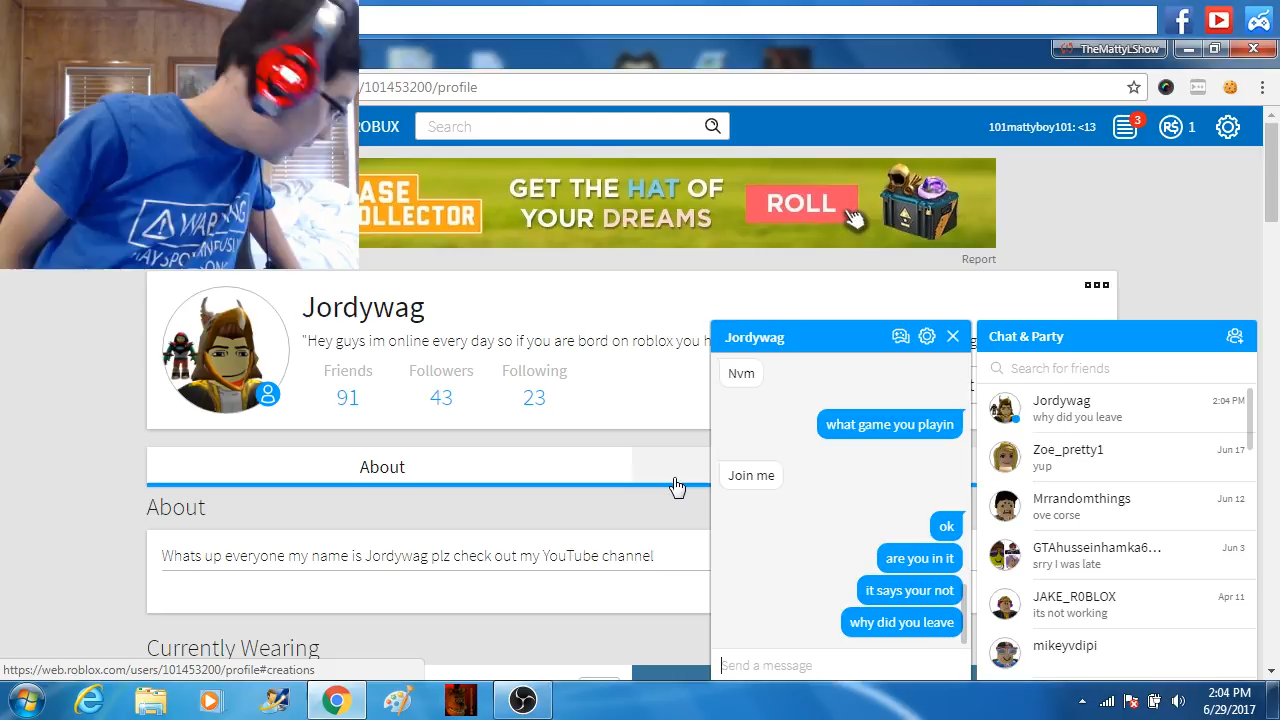 TheMattyLShow
/101453200/profile
ROBUX
Search
101mattyboy101: <13
3
R$ 1
ASE
OLLECTOR
GET THE HAT OF
YOUR DREAMS
ROLL
Report
WARNING
Jordywag
"Hey guys im online every day so if you are bord on roblox you h
Friends
Followers
Following
91
43
23
About
About
Whats up everyone my name is Jordywag plz check out my YouTube channel
Currently Wearing
Jordywag
Nvm
what game you playin
Join me
ok
are you in it
it says your not
why did you leave
Send a message
Chat & Party
Search for friends
Jordywag
2:04 PM
why did you leave
Zoe_pretty1
Jun 17
yup
Mrrandomthings
Jun 12
ove corse
GTAhusseinhamka6...
Jun 3
srry I was late
JAKE_R0BLOX
Apr 11
its not working
mikeyvdipi
https://web.roblox.com/users/101453200/profile#creations
2:04 PM
6/29/2017